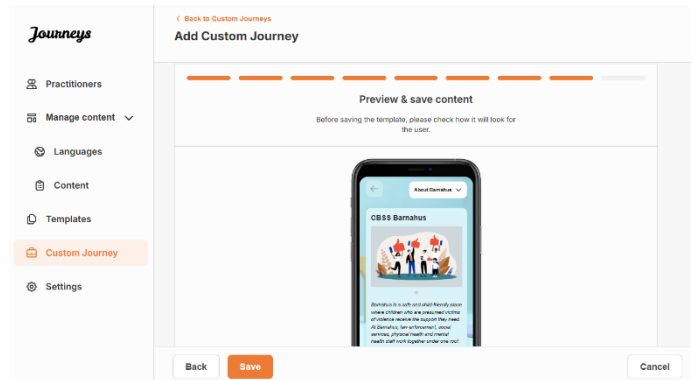 Journeys
Practitioners
Manage content
Languages
Content
Templates
Custom Journey
Settings
Back to Custom Journeys
Add Custom Journey
Preview & save content
Before saving the template, please check how it will look for
the user.
About Barnahus
CBSS Barnahus
Barnahus is a safe and child-friendly place
where children who are presumed victims
of violence receive the support they need.
At Barnahus, law enforcement, social
services, physical health and mental
health staff work together under one roof.
Back
Save
Cancel